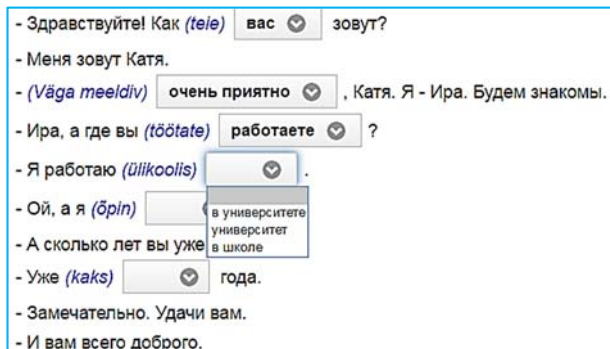 - Здравствуйте! Как (teie) вас зовут?
- Меня зовут Катя.
- (Väga meeldiv) очень приятно , Катя. Я - Ира. Будем знакомы.
- Ира, а где вы (töötate) работаете ?
- Я работаю (ülikoolis) .
- Ой, а я (õpin)
в университете
университет
в школе
- А сколько лет вы уже
- Уже (kaks) года.
- Замечательно. Удачи вам.
- И вам всего доброго.